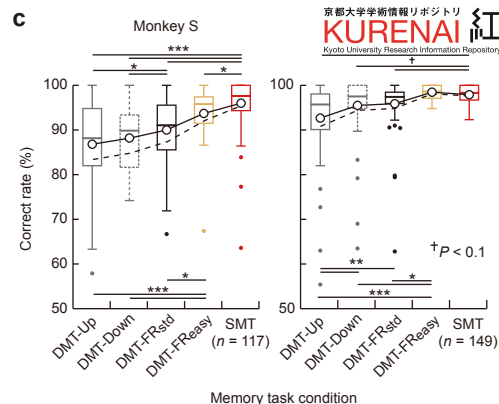 c
Monkey S
京都大学学術情報リポジトリ
KURENAI 紅
Kyoto University Research Information Repository
***
*
*
†
Correct rate (%)
100
90
80
70
60
50
*
***
DMT-Up
DMT-Down
DMT-FRstd
DMT-FReasy
SMT
(n = 117)
100
50
†P < 0.1
**
*
***
DMT-Up
DMT-Down
DMT-FRstd
DMT-FReasy
SMT
(n = 149)
Memory task condition